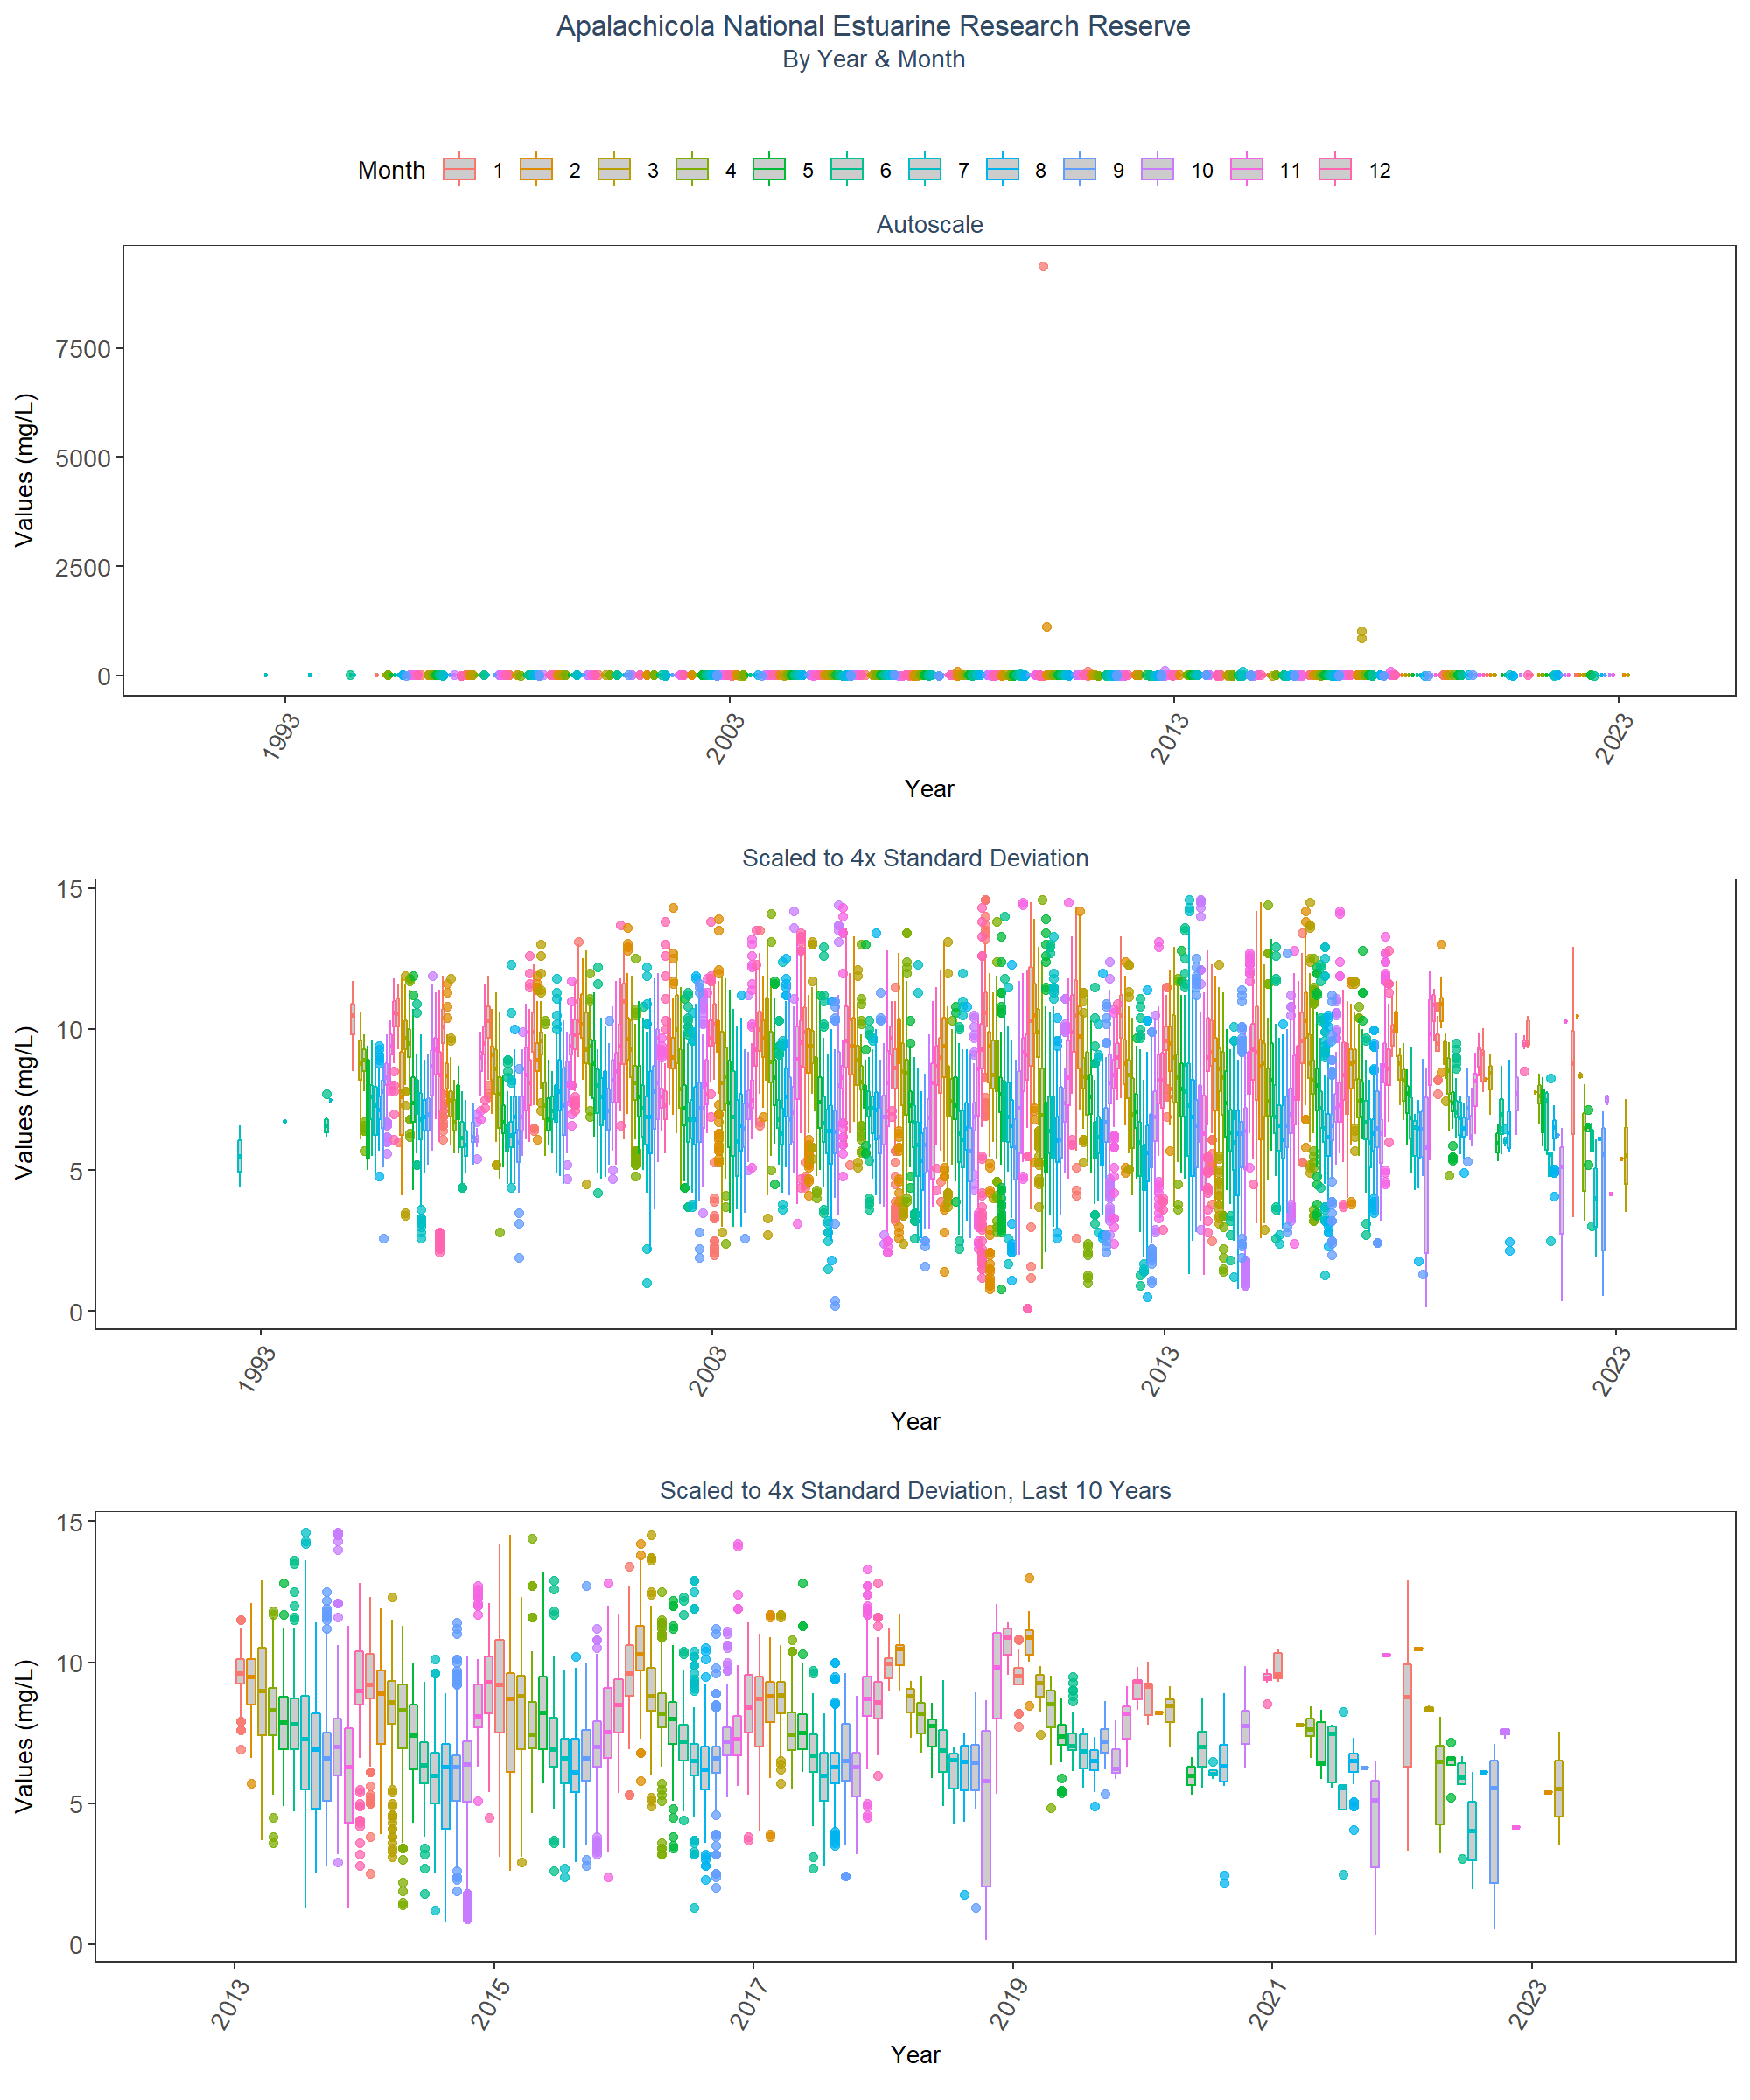 Apalachicola National Estuarine Research Reserve
By Year & Month
Month 1 2 3 4 5 6 7 8 9 10 11 12
Autoscale
Values (mg/L)
7500
5000
2500
0
1993 2003 2013 2023
Year
Scaled to 4x Standard Deviation
Values (mg/L)
15
10
5
0
1993 2003 2013 2023
Year
Scaled to 4x Standard Deviation, Last 10 Years
Values (mg/L)
15
10
5
0
2013 2015 2017 2019 2021 2023
Year